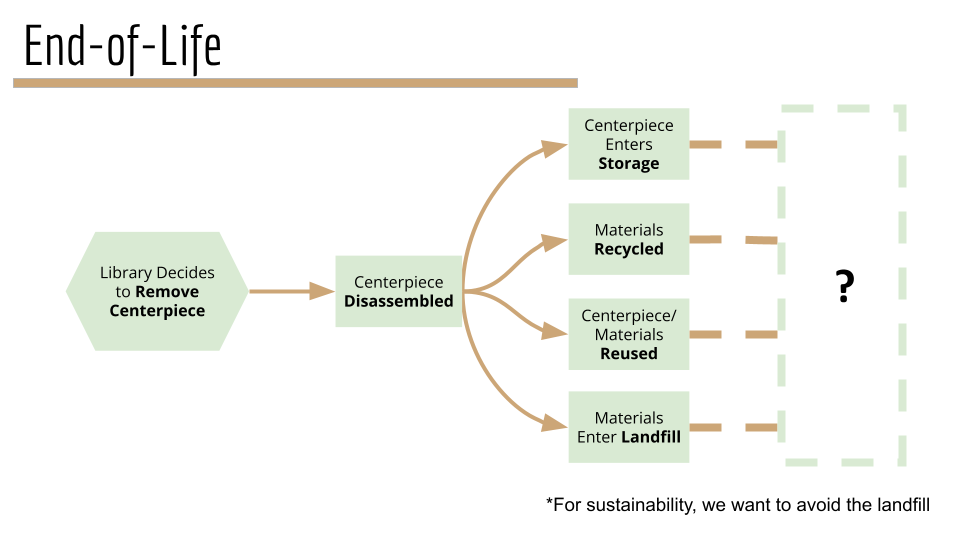 End-of-Life
Library Decides
to Remove
Centerpiece
Centerpiece
Disassembled
Centerpiece
Enters
Storage
Materials
Recycled
Centerpiece/
Materials
Reused
Materials
Enter Landfill
?
*For sustainability, we want to avoid the landfill